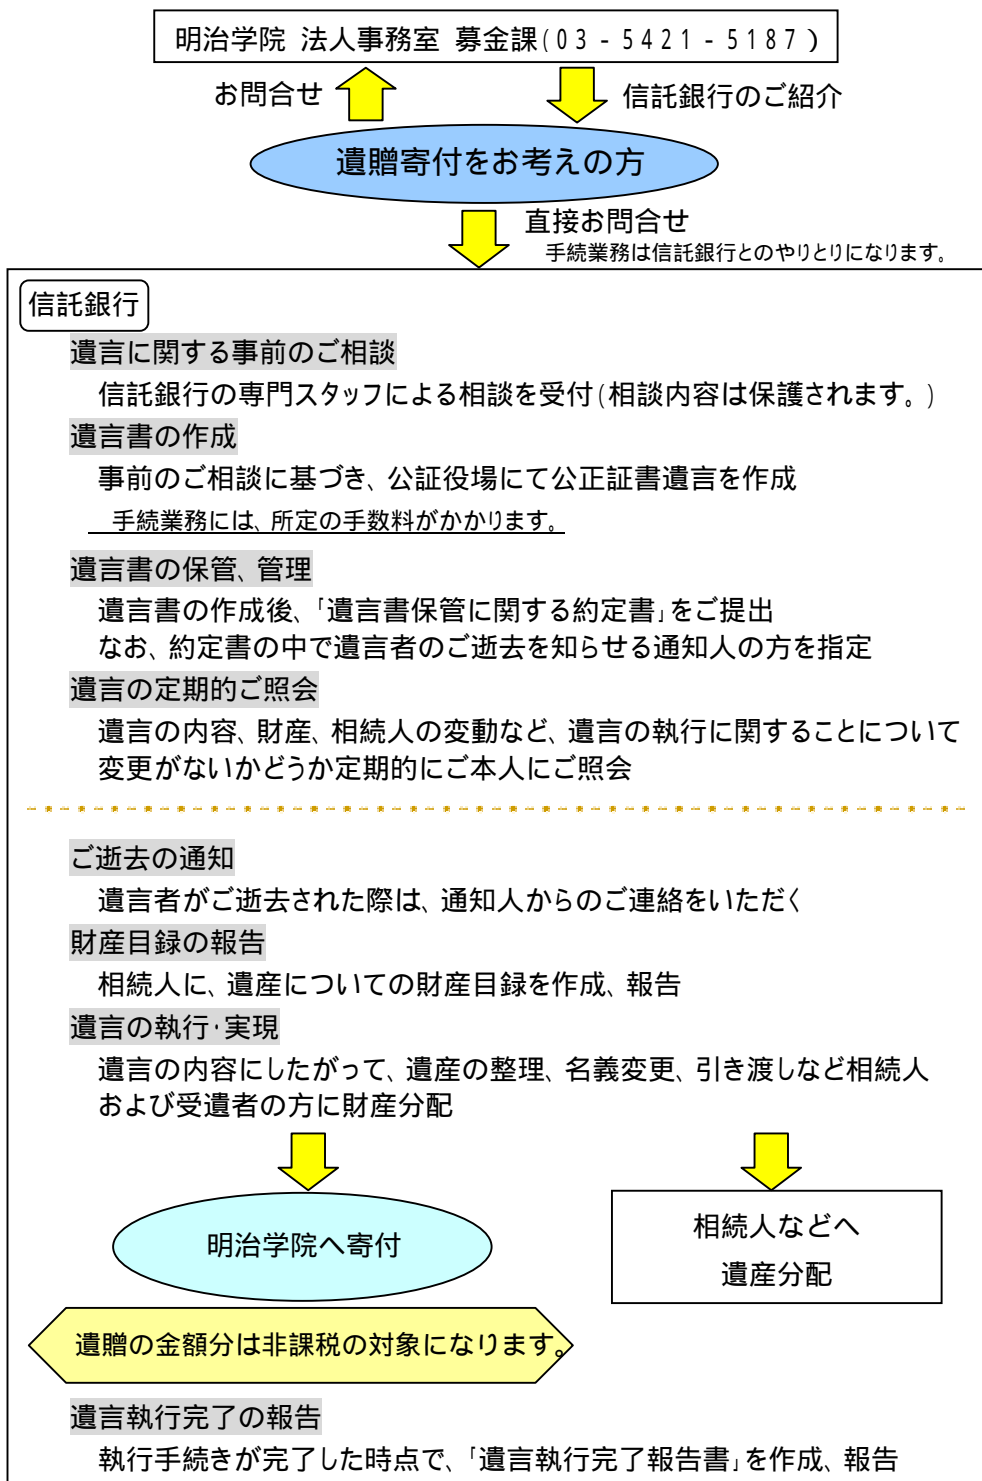 明治学院 法人事務室 募金課(03-5421-5187)
お問合せ
信託銀行のご紹介
遺贈寄付をお考えの方
直接お問合せ
手続業務は信託銀行とのやりとりになります。
信託銀行
遺言に関する事前のご相談
信託銀行の専門スタッフによる相談を受付(相談内容は保護されます。)
遺言書の作成
事前のご相談に基づき、公証役場にて公正証書遺言を作成
手続業務には、所定の手数料がかかります。
遺言書の保管、管理
遺言書の作成後、「遺言書保管に関する約定書」をご提出
なお、約定書の中で遺言者のご逝去を知らせる通知人の方を指定
遺言の定期的ご照会
遺言の内容、財産、相続人の変動など、遺言の執行に関することについて
変更がないかどうか定期的にご本人にご照会
ご逝去の通知
遺言者がご逝去された際は、通知人からのご連絡をいただく
財産目録の報告
相続人に、遺産についての財産目録を作成、報告
遺言の執行・実現
遺言の内容にしたがって、遺産の整理、名義変更、引き渡しなど相続人
および受遺者の方に財産分配
明治学院へ寄付
相続人などへ
遺産分配
遺贈の金額分は非課税の対象になります。
遺言執行完了の報告
執行手続きが完了した時点で、「遺言執行完了報告書」を作成、報告